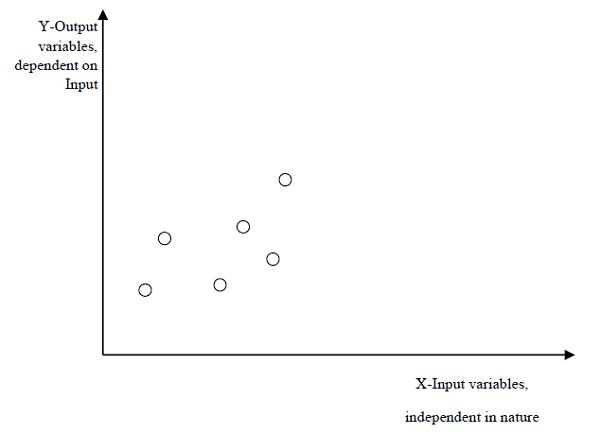 Y-Output
variables,
dependent on
Input
X-Input variables,
independent in nature